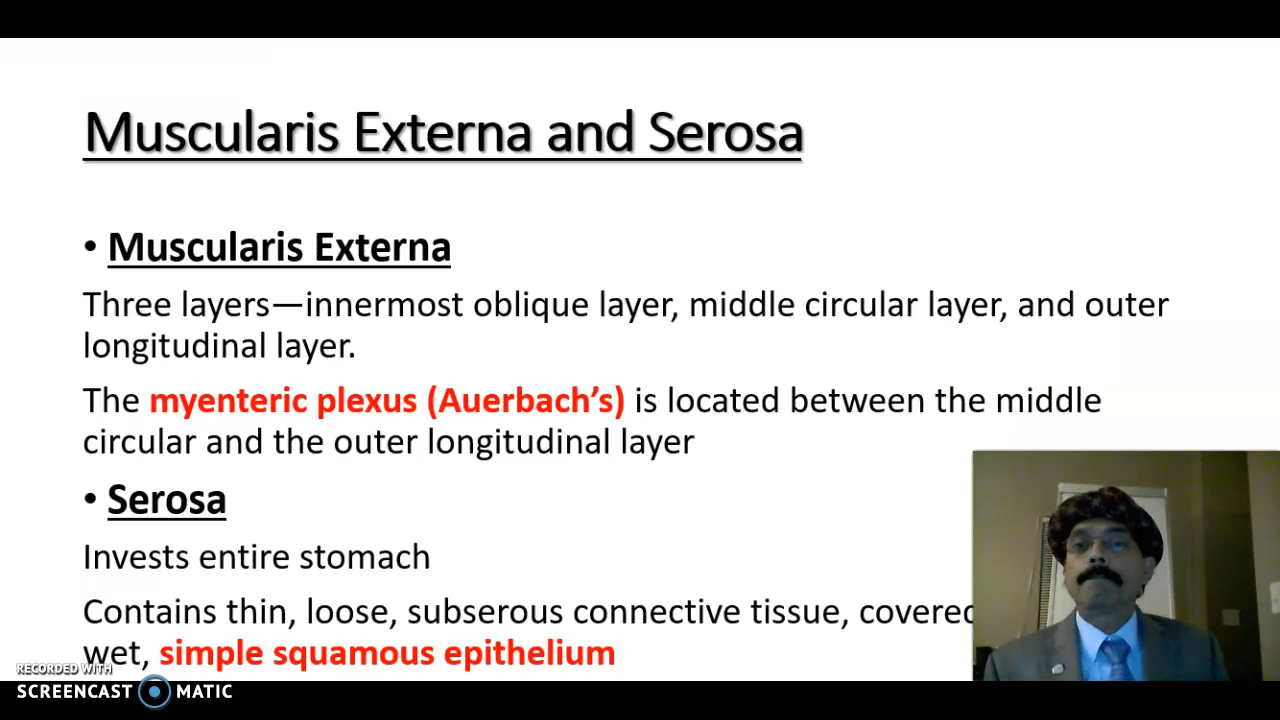 Muscularis Externa and Serosa
• Muscularis Externa
Three layers—innermost oblique layer, middle circular layer, and outer
longitudinal layer.
The myenteric plexus (Auerbach’s) is located between the middle
circular and the outer longitudinal layer
• Serosa
Invests entire stomach
Contains thin, loose, subserous connective tissue, covered
wet, simple squamous epithelium
RECORDED WITH
SCREENCAST MATIC